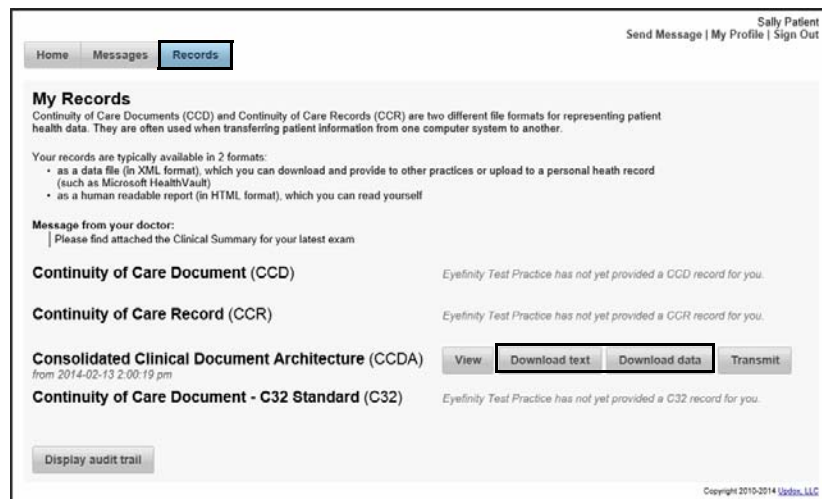 Sally Patient
Send Message | My Profile | Sign Out
Home Messages Records
My Records
Continuity of Care Documents (CCD) and Continuity of Care Records (CCR) are two different file formats for representing patient
health data. They are often used when transferring patient information from one computer system to another.
Your records are typically available in 2 formats:
• as a data file (in XML format), which you can download and provide to other practices or upload to a personal heath record
(such as Microsoft HealthVault)
• as a human readable report (in HTML format), which you can read yourself
Message from your doctor:
Please find attached the Clinical Summary for your latest exam
Continuity of Care Document (CCD) Eyefinity Test Practice has not yet provided a CCD record for you.
Continuity of Care Record (CCR) Eyefinity Test Practice has not yet provided a CCR record for you.
Consolidated Clinical Document Architecture (CCDA) View Download text Download data Transmit
from 2014-02-13 2:00:19 pm
Continuity of Care Document - C32 Standard (C32) Eyefinity Test Practice has not yet provided a C32 record for you.
Display audit trail
Copyright 2010-2014 Updox, LLC